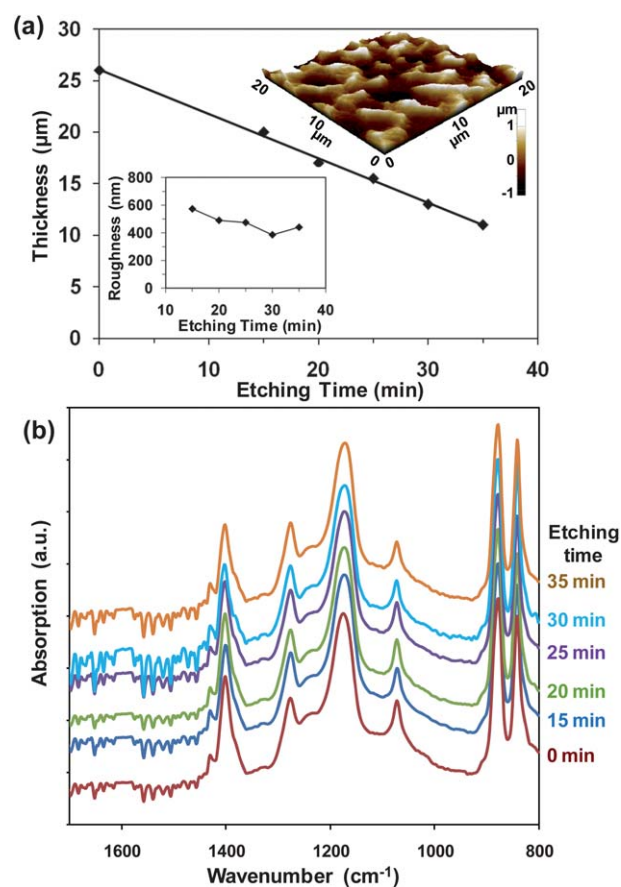 (a)
30
25
20
15
10
5
0
Thickness (μm)
0
10
20
30
40
Etching Time (min)
20
10
μm
0
0
10
μm
20
μm
1
0
-1
800
600
400
200
0
Roughness (nm)
10
20
30
40
Etching Time (min)
(b)
Absorption (a.u.)
Etching
time
35 min
30 min
25 min
20 min
15 min
0 min
1600
1400
1200
1000
800
Wavenumber (cm-1)